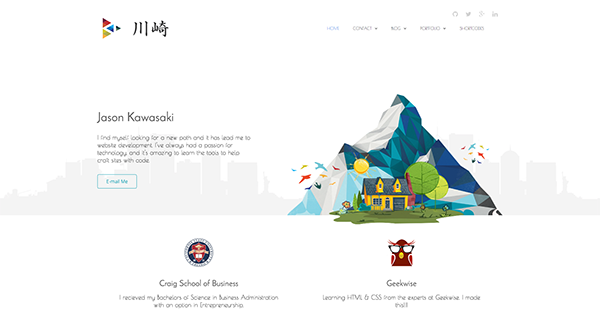 川崎
HOME CONTACT BLOG PORTFOLIO SHORTCODES
Jason Kawasaki
I find myself looking for a new path and it has lead me to
website development. I've always had a passion for
technology, and it's amazing to learn the tools to help
craft sites with code.
E-mail Me
Craig School of Business
I recieved my Bachelors of Science in Business Administration
with an option in Entrepreneurship.
Geekwise
Learning HTML & CSS from the experts at Geekwise. I made
this!!!